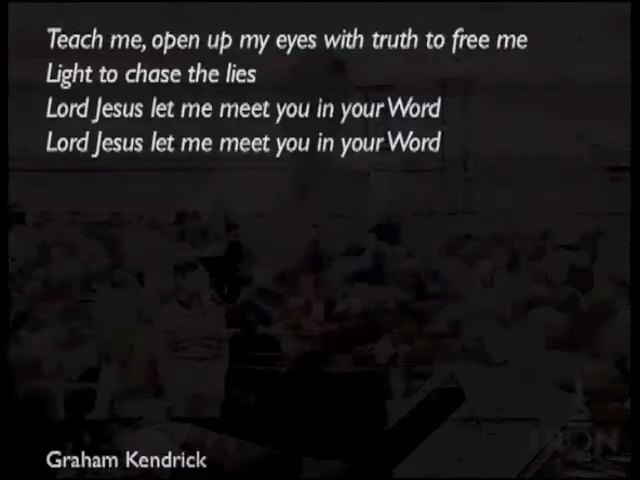 Teach me, open up my eyes with truth to free me
Light to chase the lies
Lord Jesus let me meet you in your Word
Lord Jesus let me meet you in your Word
Graham Kendrick